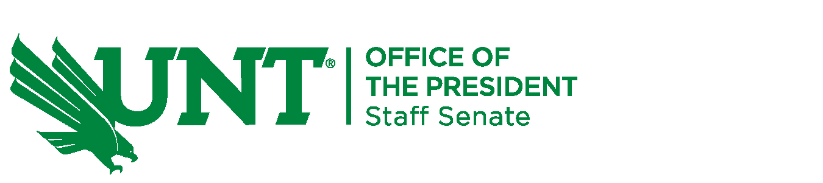 UNT®
OFFICE OF
THE PRESIDENT
Staff Senate